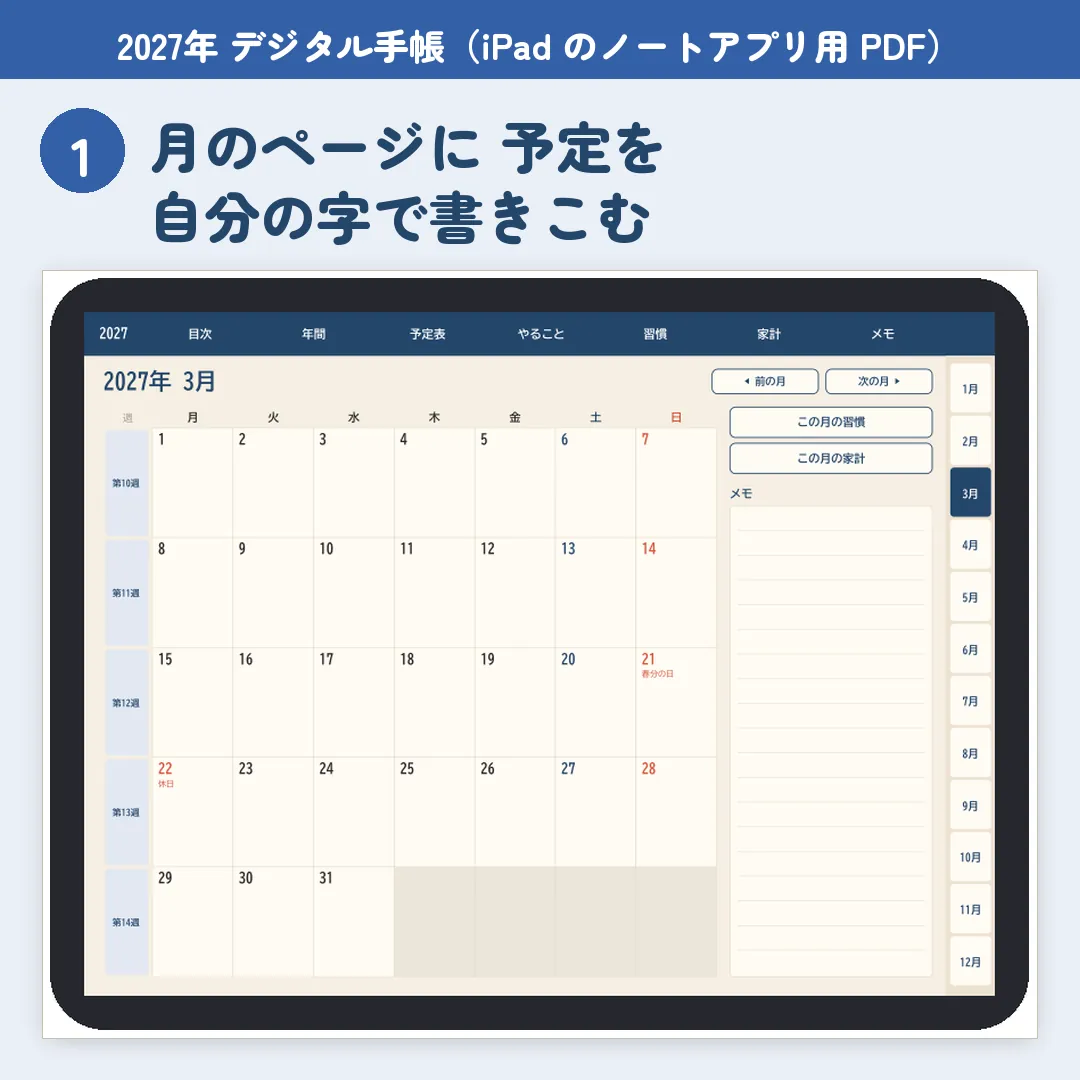 2027年 デジタル手帳（iPad のノートアプリ用 PDF）
1
月のページに 予定を
自分の字で書きこむ
2027 目次 年間 予定表 やること 習慣 家計 メモ
2027年 3月
◂ 前の月 次の月 ▸
この月の習慣
この月の家計
メモ
週 月 火 水 木 金 土 日
第10週 1 2 3 4 5 6 7
第11週 8 9 10 11 12 13 14
第12週 15 16 17 18 19 20 21
春分の日
第13週 22 23 24 25 26 27 28
休日
第14週 29 30 31
1月
2月
3月
4月
5月
6月
7月
8月
9月
10月
11月
12月